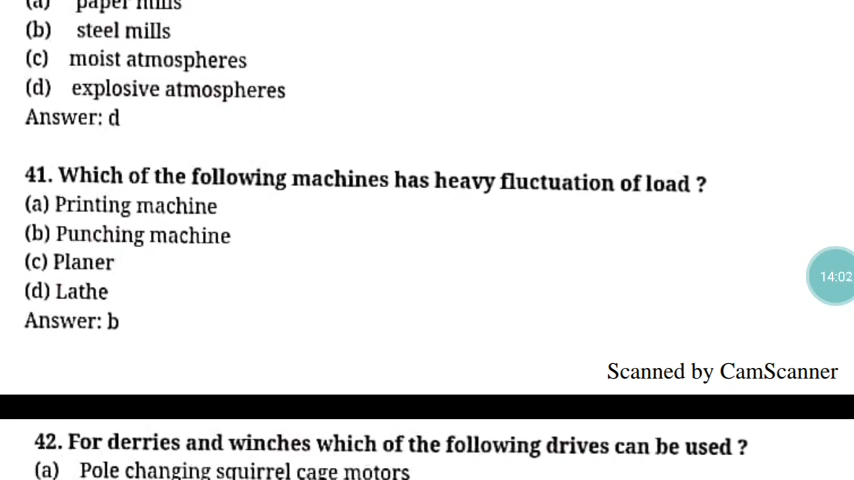 (a) paper mills
(b) steel mills
(c) moist atmospheres
(d) explosive atmospheres
Answer: d
41. Which of the following machines has heavy fluctuation of load ?
(a) Printing machine
(b) Punching machine
(c) Planer
(d) Lathe
14:02
Answer: b
Scanned by CamScanner
42. For derries and winches which of the following drives can be used ?
(a) Pole changing squirrel cage motors